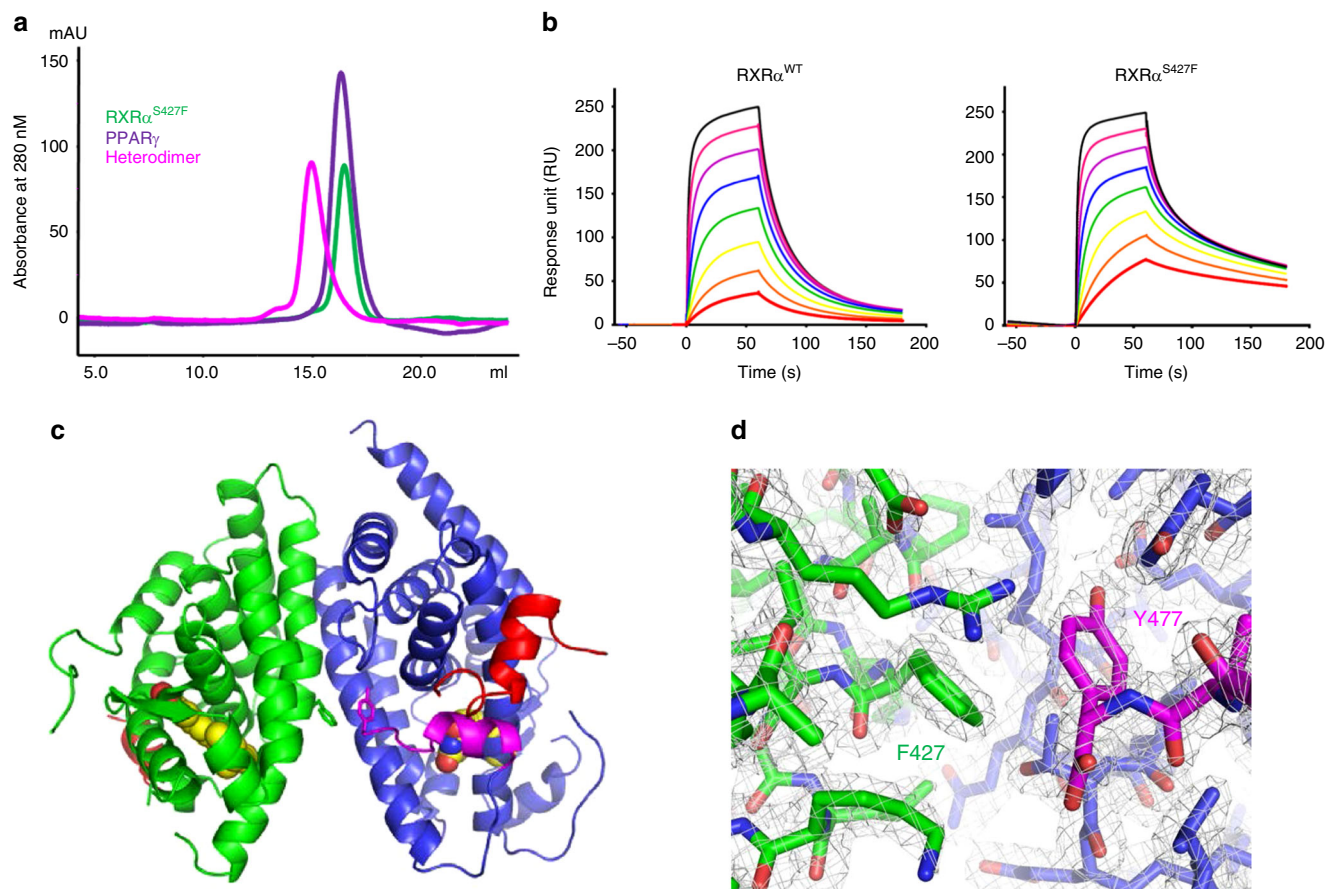 a
mAU
150
100
50
0
Absorbance at 280 nM
RXRα^S427F
PPARγ
Heterodimer
5.0 10.0 15.0 20.0 ml
b
RXRα^WT
250
200
150
100
50
0
Response unit (RU)
–50 0 50 100 150 200
Time (s)
RXRα^S427F
250
200
150
100
50
0
–50 0 50 100 150 200
Time (s)
c
d
Y477
F427